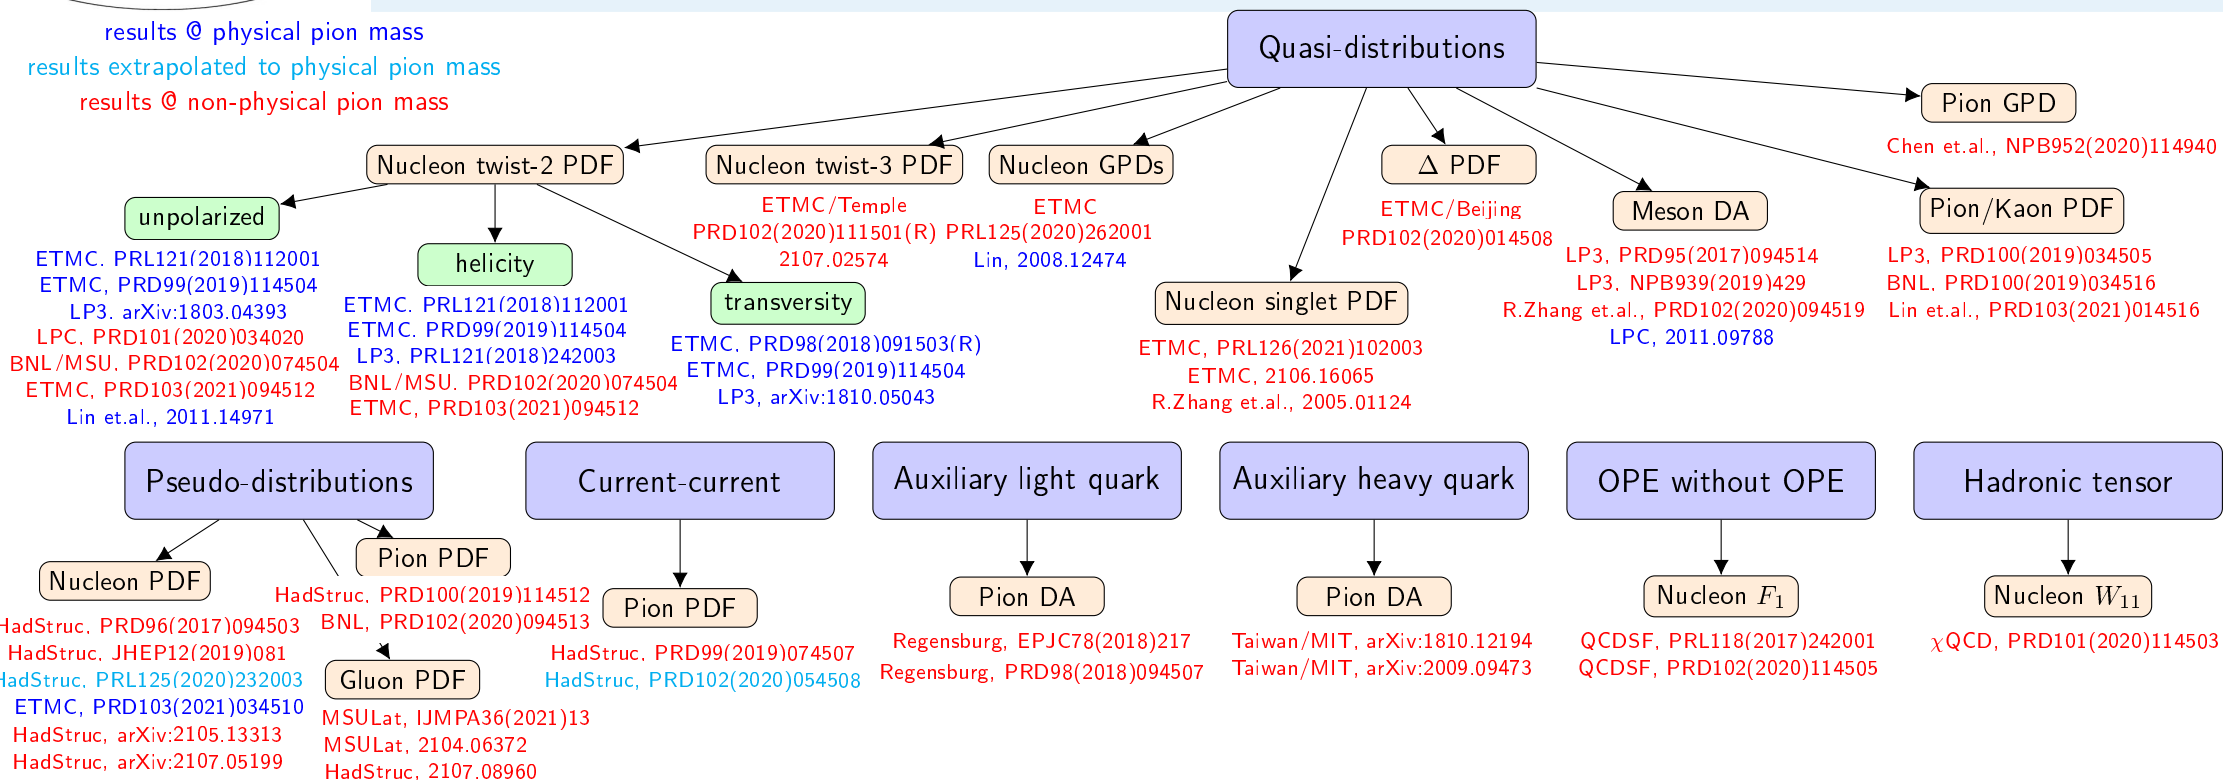 results @ physical pion mass
results extrapolated to physical pion mass
results @ non-physical pion mass
Quasi-distributions
Nucleon twist-2 PDF
unpolarized
ETMC. PRL121(2018)112001
ETMC, PRD99(2019)114504
LP3. arXiv:1803.04393
LPC, PRD101(2020)034020
BNL/MSU, PRD102(2020)074504
ETMC, PRD103(2021)094512
Lin et.al., 2011.14971
helicity
ETMC. PRL121(2018)112001
ETMC. PRD99(2019)114504
LP3, PRL121(2018)242003
BNL/MSU. PRD102(2020)074504
ETMC, PRD103(2021)094512
transversity
ETMC, PRD98(2018)091503(R)
ETMC, PRD99(2019)114504
LP3, arXiv:1810.05043
Nucleon twist-3 PDF
ETMC/Temple
PRD102(2020)111501(R)
2107.02574
Nucleon GPDs
ETMC
PRL125(2020)262001
Lin, 2008.12474
Nucleon singlet PDF
ETMC, PRL126(2021)102003
ETMC, 2106.16065
R.Zhang et.al., 2005.01124
Δ PDF
ETMC/Beijing
PRD102(2020)014508
Meson DA
LP3, PRD95(2017)094514
LP3, NPB939(2019)429
R.Zhang et.al., PRD102(2020)094519
LPC, 2011.09788
Pion GPD
Chen et.al., NPB952(2020)114940
Pion/Kaon PDF
LP3, PRD100(2019)034505
BNL, PRD100(2019)034516
Lin et.al., PRD103(2021)014516
Pseudo-distributions
Nucleon PDF
HadStruc, PRD96(2017)094503
HadStruc, JHEP12(2019)081
HadStruc, PRL125(2020)232003
ETMC, PRD103(2021)034510
HadStruc, arXiv:2105.13313
HadStruc, arXiv:2107.05199
Pion PDF
HadStruc, PRD100(2019)114512
BNL, PRD102(2020)094513
Gluon PDF
MSULat, IJMPA36(2021)13
MSULat, 2104.06372
HadStruc, 2107.08960
Current-current
Pion PDF
HadStruc, PRD99(2019)074507
HadStruc, PRD102(2020)054508
Auxiliary light quark
Pion DA
Regensburg, EPJC78(2018)217
Regensburg, PRD98(2018)094507
Auxiliary heavy quark
Pion DA
Taiwan/MIT, arXiv:1810.12194
Taiwan/MIT, arXiv:2009.09473
OPE without OPE
Nucleon F₁
QCDSF, PRL118(2017)242001
QCDSF, PRD102(2020)114505
Hadronic tensor
Nucleon W₁₁
χQCD, PRD101(2020)114503